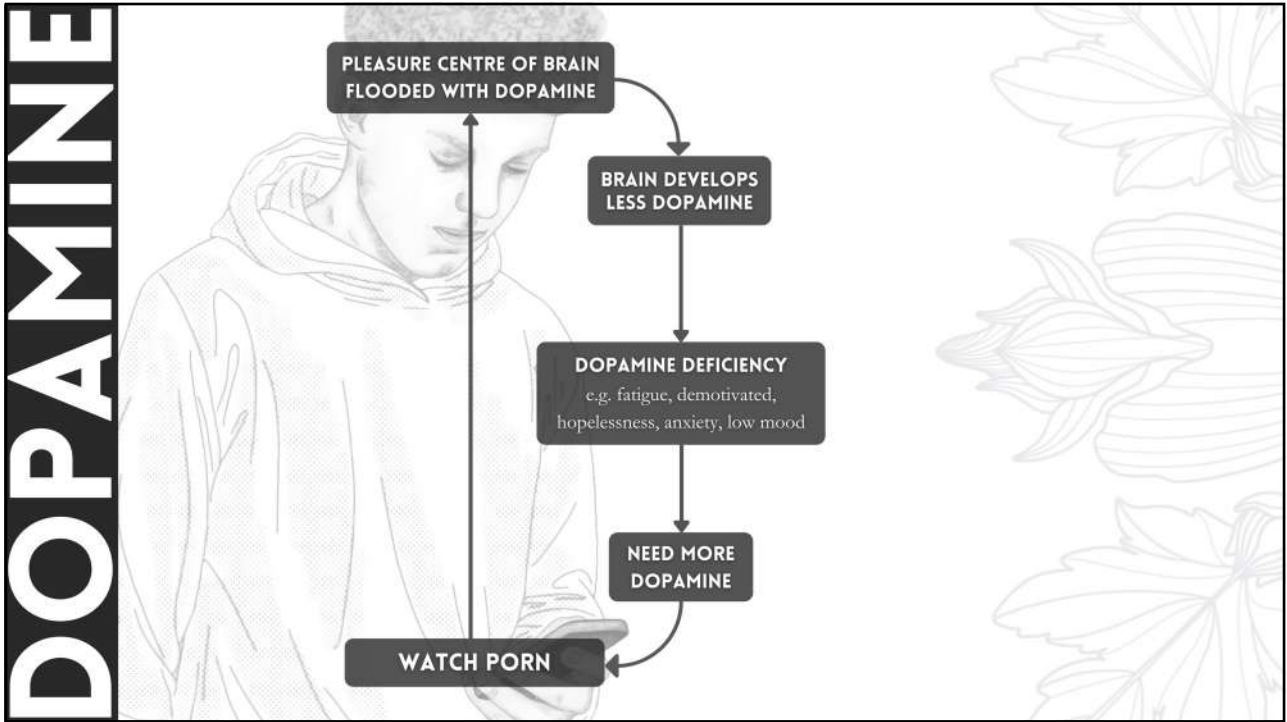 DOPAMINE
PLEASURE CENTRE OF BRAIN
FLOODED WITH DOPAMINE
BRAIN DEVELOPS
LESS DOPAMINE
DOPAMINE DEFICIENCY
e.g. fatigue, demotivated,
hopelessness, anxiety, low mood
NEED MORE
DOPAMINE
WATCH PORN